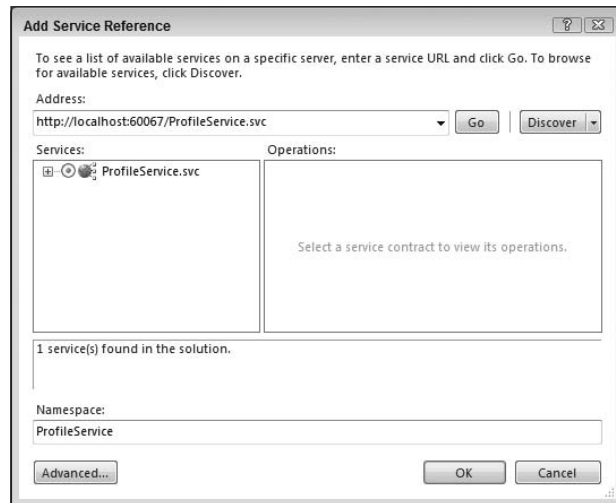 Add Service Reference
To see a list of available services on a specific server, enter a service URL and click Go. To browse
for available services, click Discover.
Address:
http://localhost:60067/ProfileService.svc
Go
Discover
Services:
Operations:
ProfileService.svc
Select a service contract to view its operations.
1 service(s) found in the solution.
Namespace:
ProfileService
Advanced...
OK
Cancel